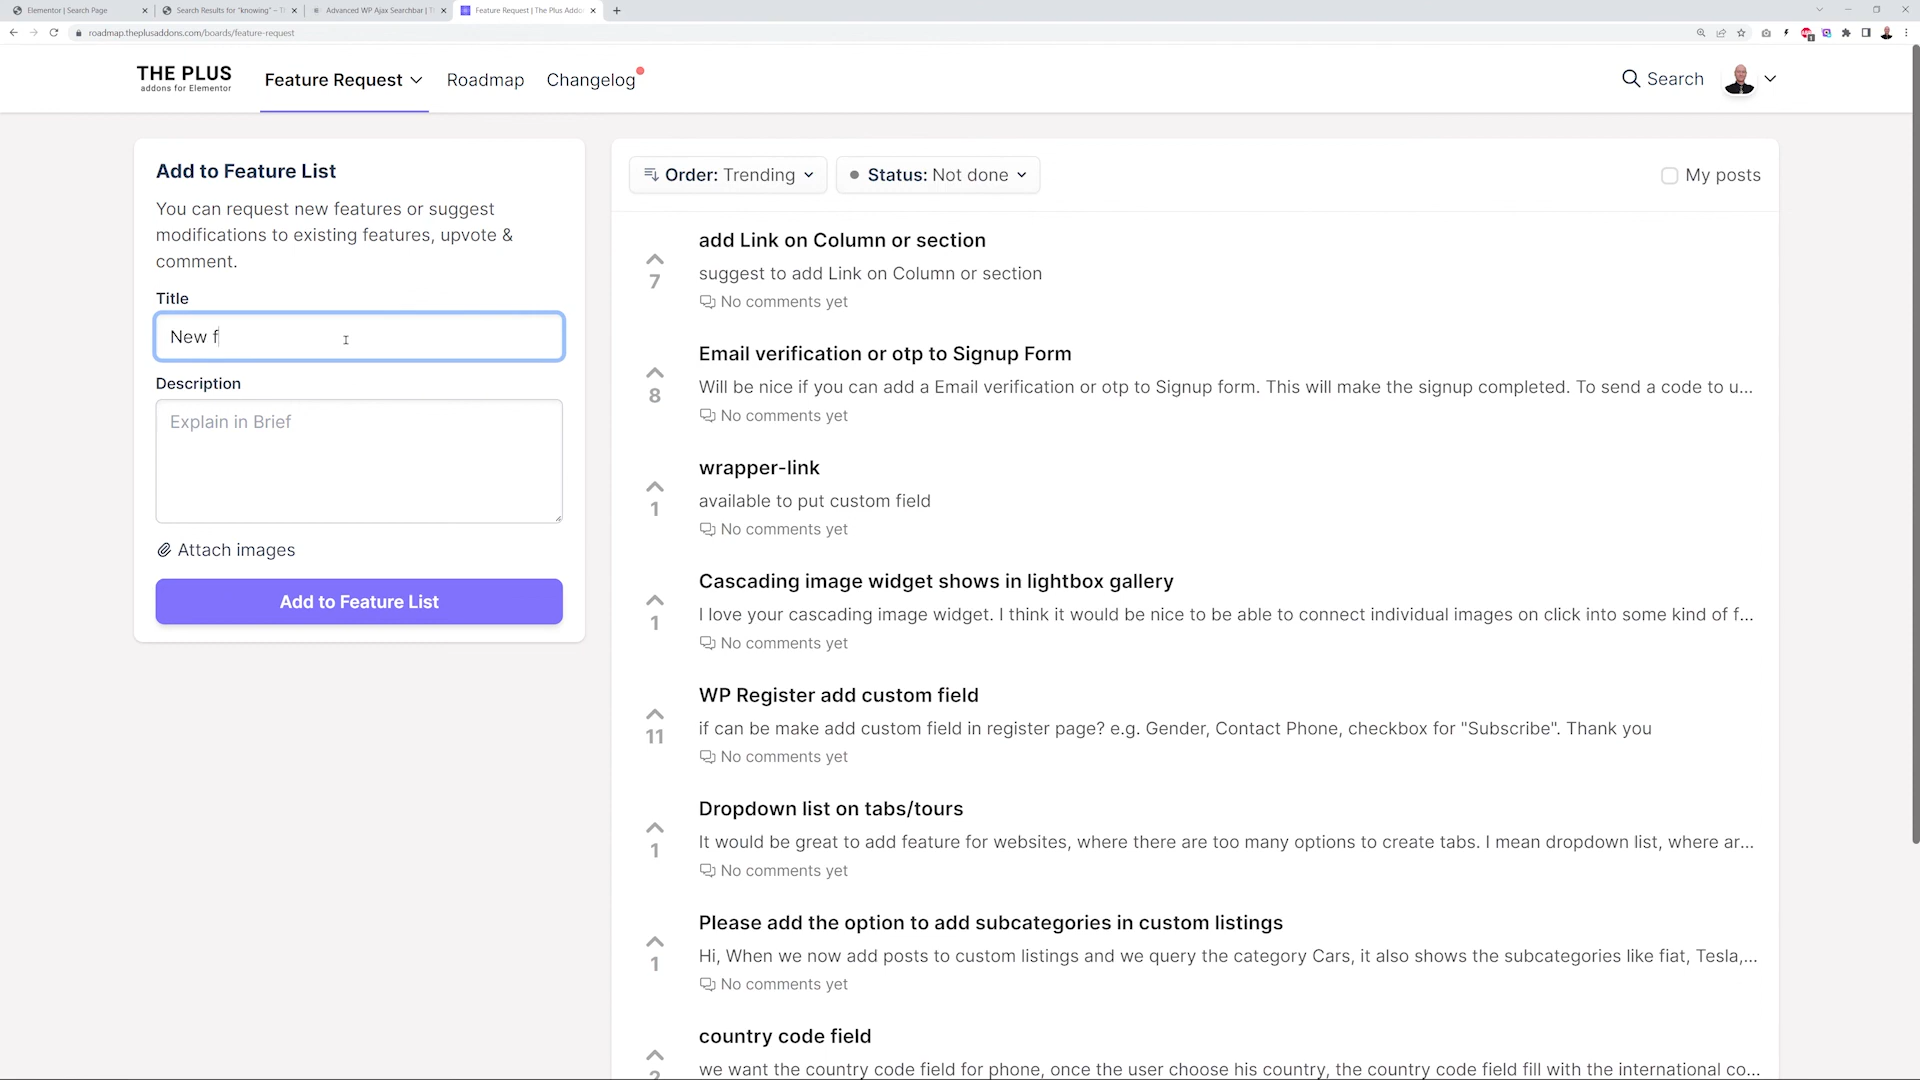 Elementor | Search Page
Search Results for "knowing" – Th
Advanced WP Ajax Searchbar | T
Feature Request | The Plus Addon
roadmap.theplusaddons.com/boards/feature-request
THE PLUS
addons for Elementor
Feature Request
Roadmap
Changelog
Search
Add to Feature List
You can request new features or suggest
modifications to existing features, upvote &
comment.
Title
New f
Description
Explain in Brief
Attach images
Add to Feature List
Order: Trending
Status: Not done
My posts
add Link on Column or section
suggest to add Link on Column or section
7
No comments yet
Email verification or otp to Signup Form
Will be nice if you can add a Email verification or otp to Signup form. This will make the signup completed. To send a code to u...
8
No comments yet
wrapper-link
available to put custom field
1
No comments yet
Cascading image widget shows in lightbox gallery
I love your cascading image widget. I think it would be nice to be able to connect individual images on click into some kind of f...
1
No comments yet
WP Register add custom field
if can be make add custom field in register page? e.g. Gender, Contact Phone, checkbox for "Subscribe". Thank you
11
No comments yet
Dropdown list on tabs/tours
It would be great to add feature for websites, where there are too many options to create tabs. I mean dropdown list, where ar...
1
No comments yet
Please add the option to add subcategories in custom listings
Hi, When we now add posts to custom listings and we query the category Cars, it also shows the subcategories like fiat, Tesla,...
1
No comments yet
country code field
we want the country code field for phone, once the user choose his country, the country code field fill with the international co...
2